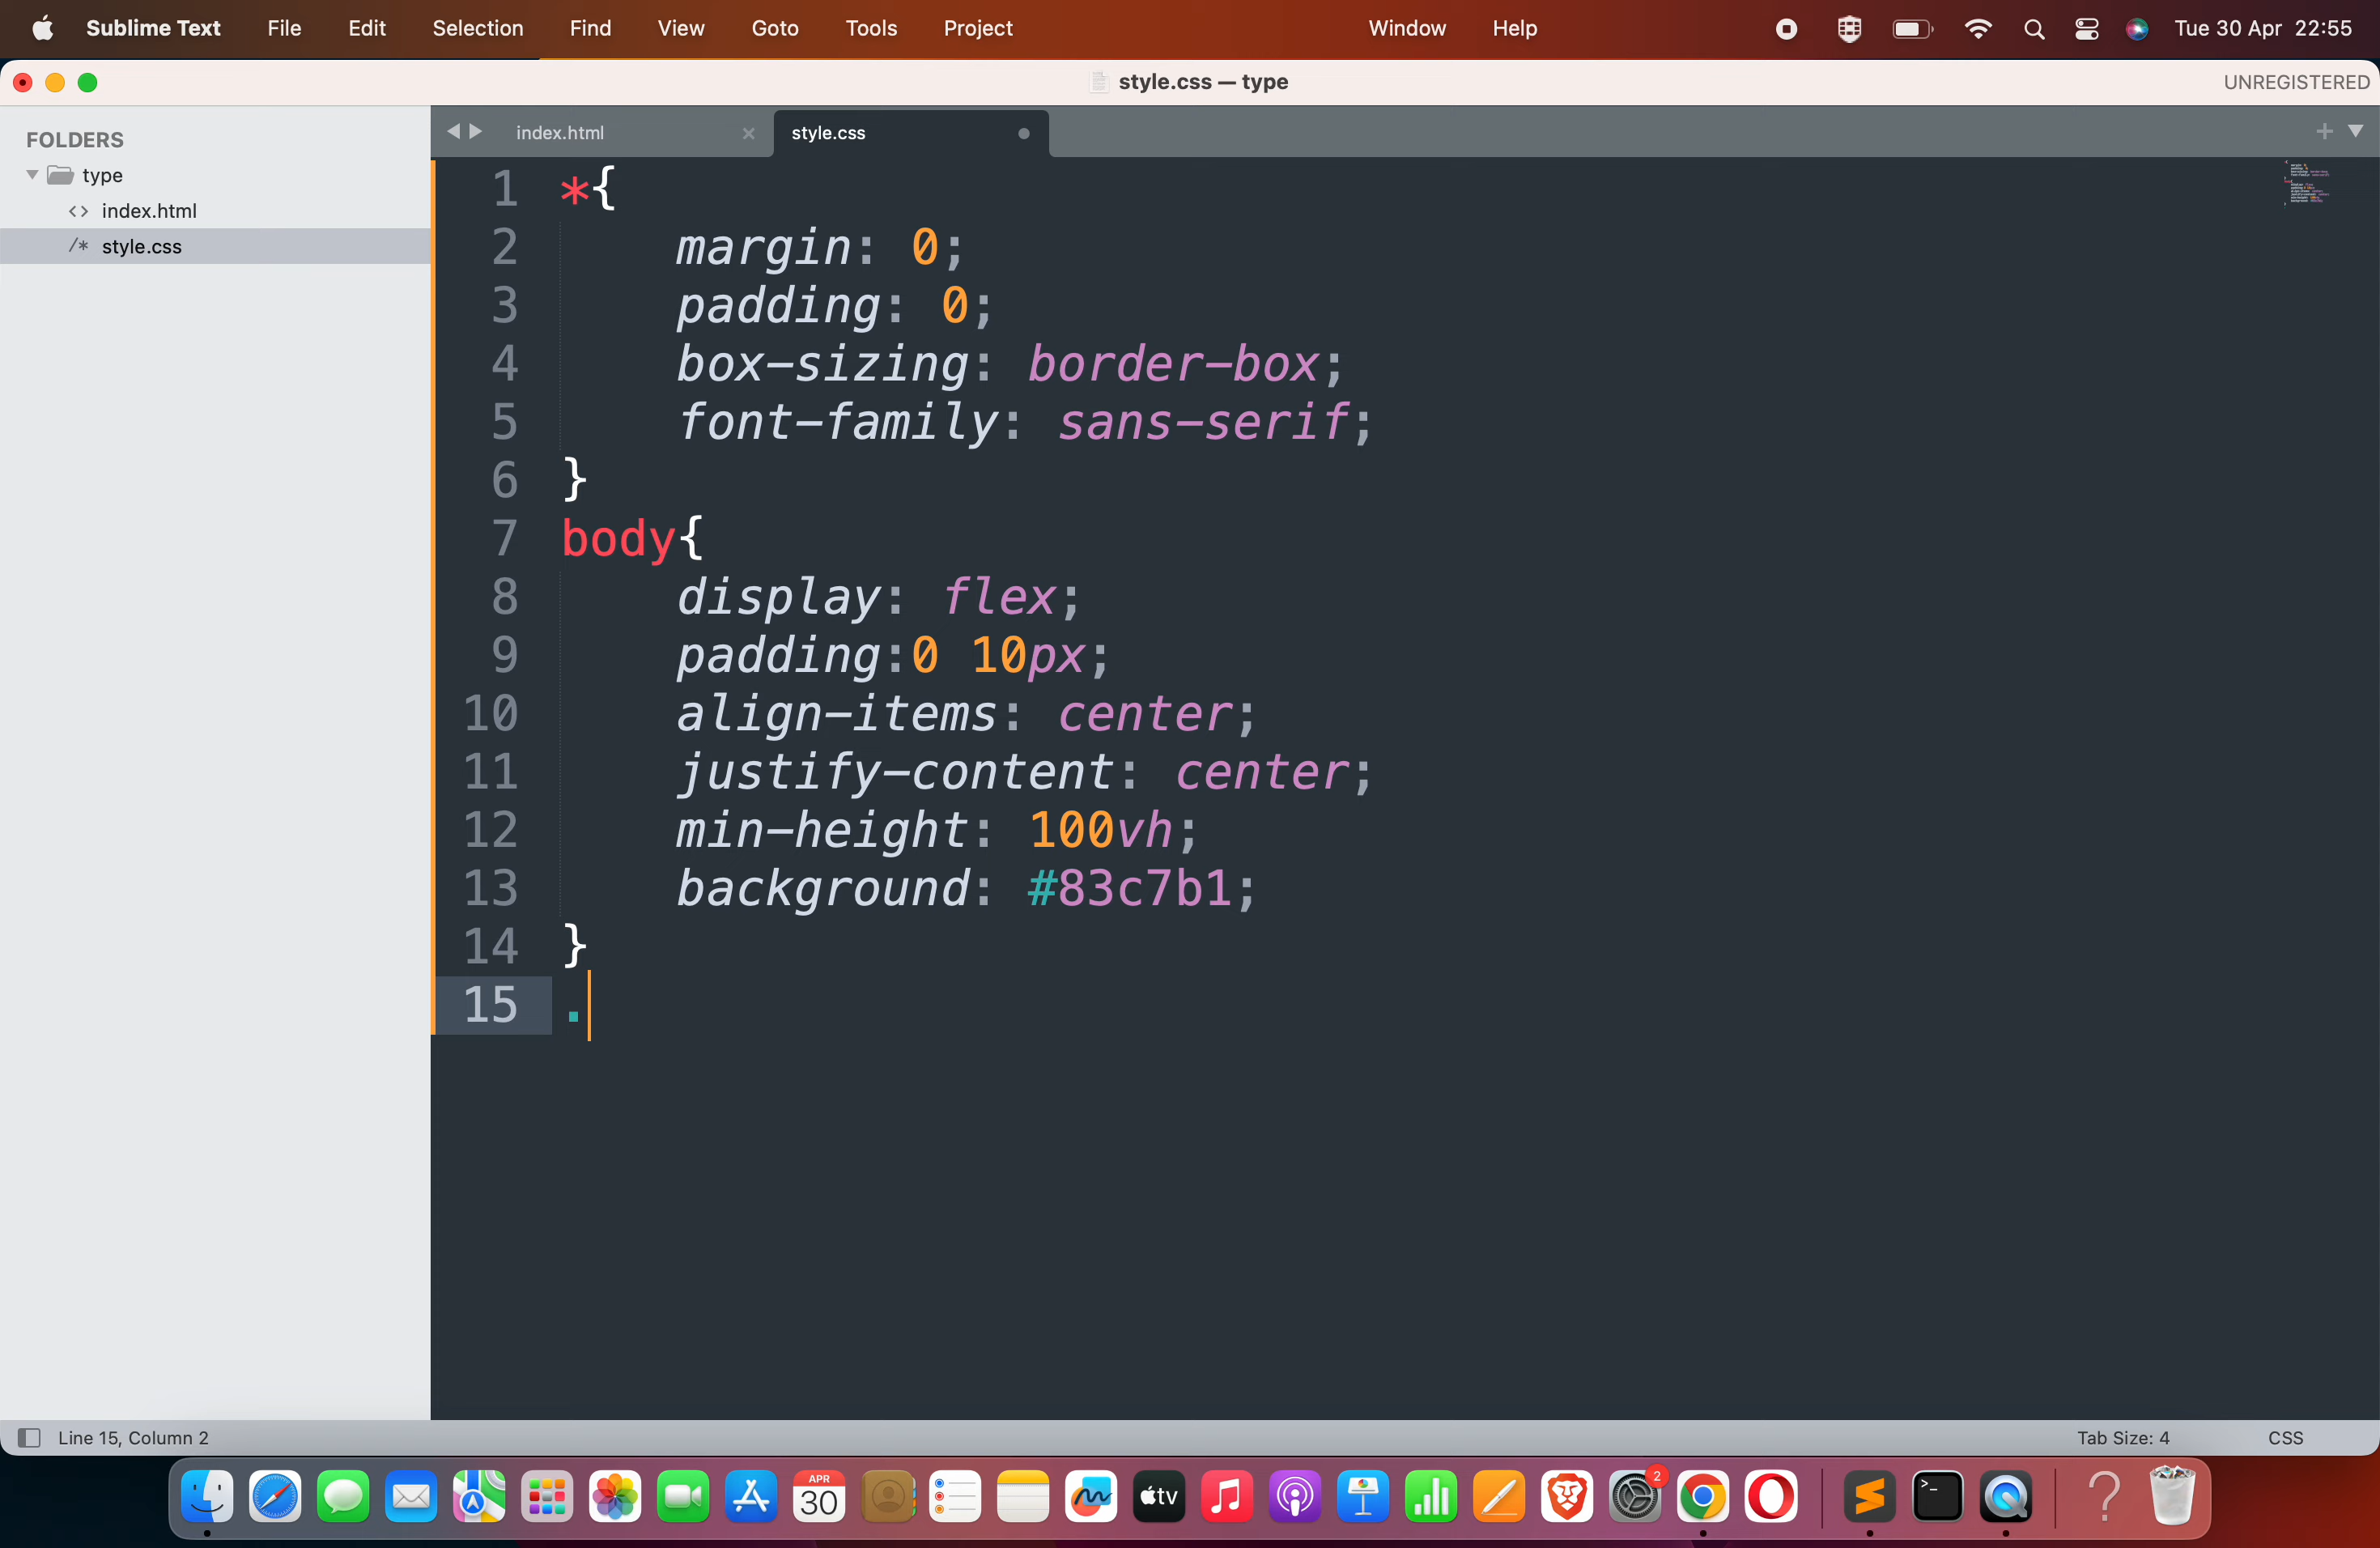 Sublime Text File Edit Selection Find View Goto Tools Project Window Help Tue 30 Apr 22:55
style.css — type UNREGISTERED
FOLDERS
type
<> index.html
/* style.css
index.html × style.css
1 *{
2 margin: 0;
3 padding: 0;
4 box-sizing: border-box;
5 font-family: sans-serif;
6 }
7 body{
8 display: flex;
9 padding:0 10px;
10 align-items: center;
11 justify-content: center;
12 min-height: 100vh;
13 background: #83c7b1;
14 }
15 .
Line 15, Column 2 Tab Size: 4 CSS
APR
30
tv
2
>_
?